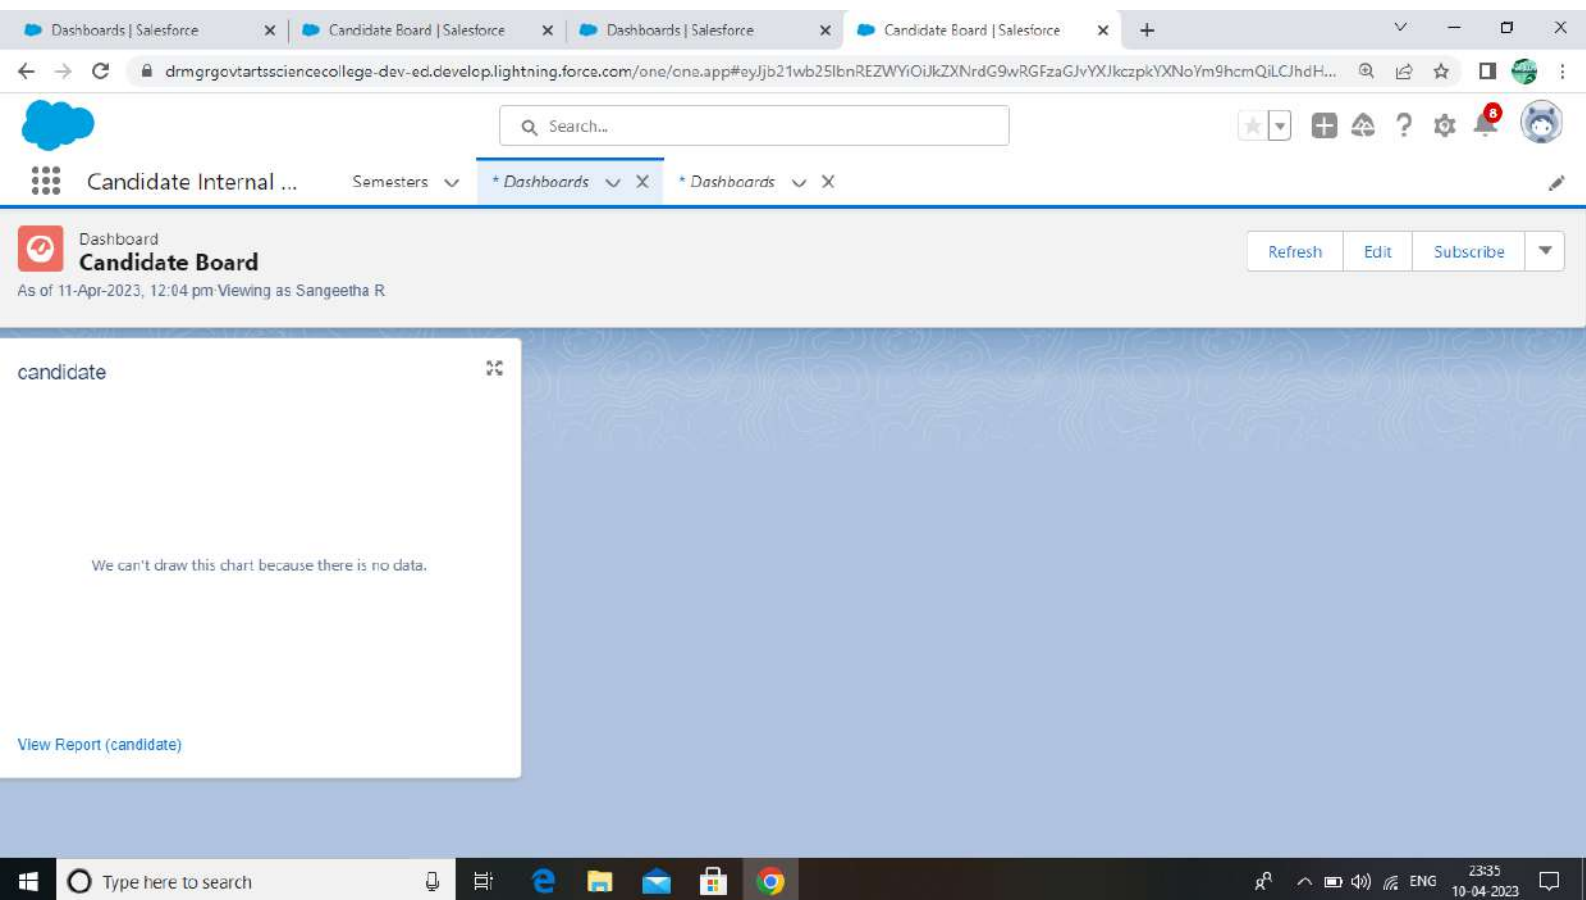 Dashboards | Salesforce
Candidate Board | Salesforce
Dashboards | Salesforce
Candidate Board | Salesforce
drmgrgovtartssciencecollege-dev-ed.develop.lightning.force.com/one/one.app#eyJjb21wb25lbnREZWYiOiJkZXNrdG9wRGFzaGJvYXJkczpkYXNoYm9hcmQiLCJhdH...
Search...
8
Candidate Internal ...
Semesters
* Dashboards
* Dashboards
Dashboard
Candidate Board
As of 11-Apr-2023, 12:04 pm·Viewing as Sangeetha R
Refresh
Edit
Subscribe
candidate
We can't draw this chart because there is no data.
View Report (candidate)
Type here to search
ENG
23:35
10-04-2023